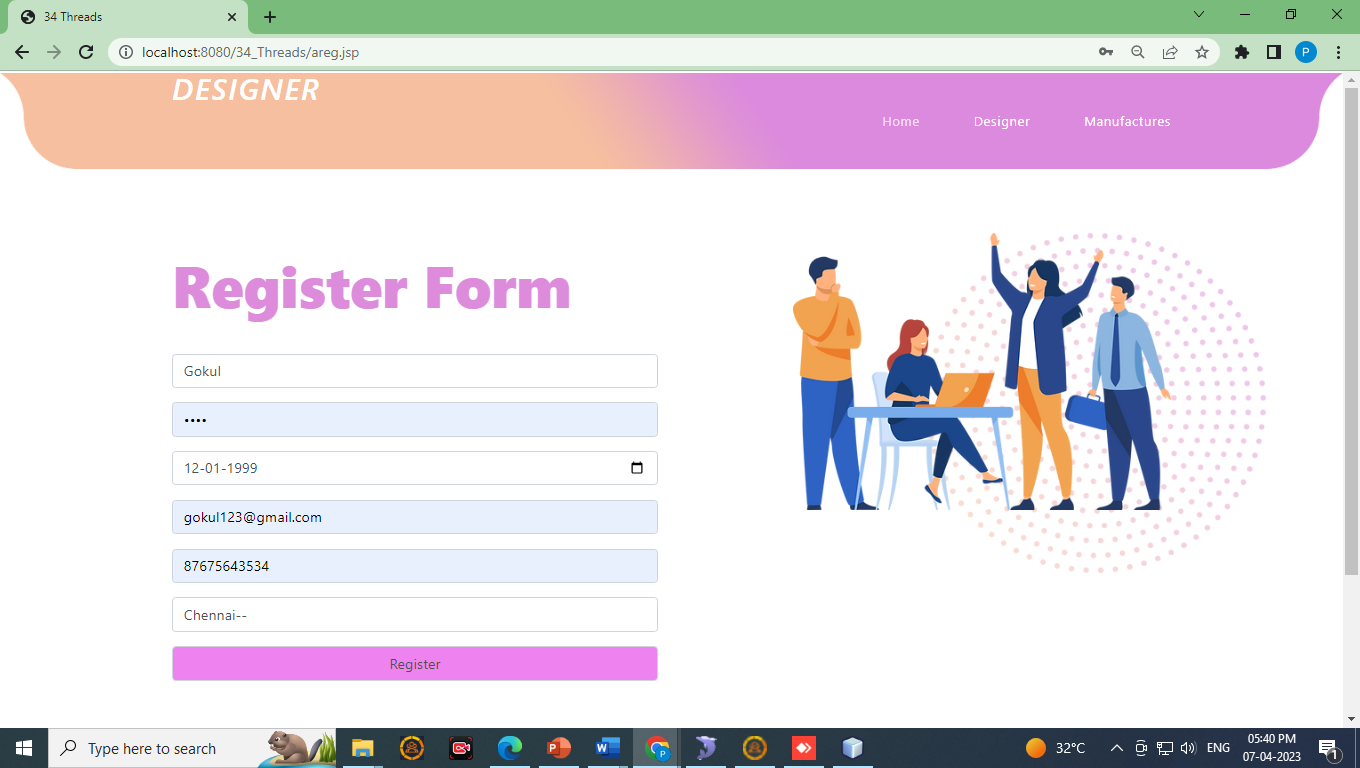 34 Threads
localhost:8080/34_Threads/areg.jsp
P
DESIGNER
Home Designer Manufactures
Register Form
Gokul
••••
12-01-1999
gokul123@gmail.com
87675643534
Chennai--
Register
Type here to search
32°C
ENG
05:40 PM
07-04-2023
1